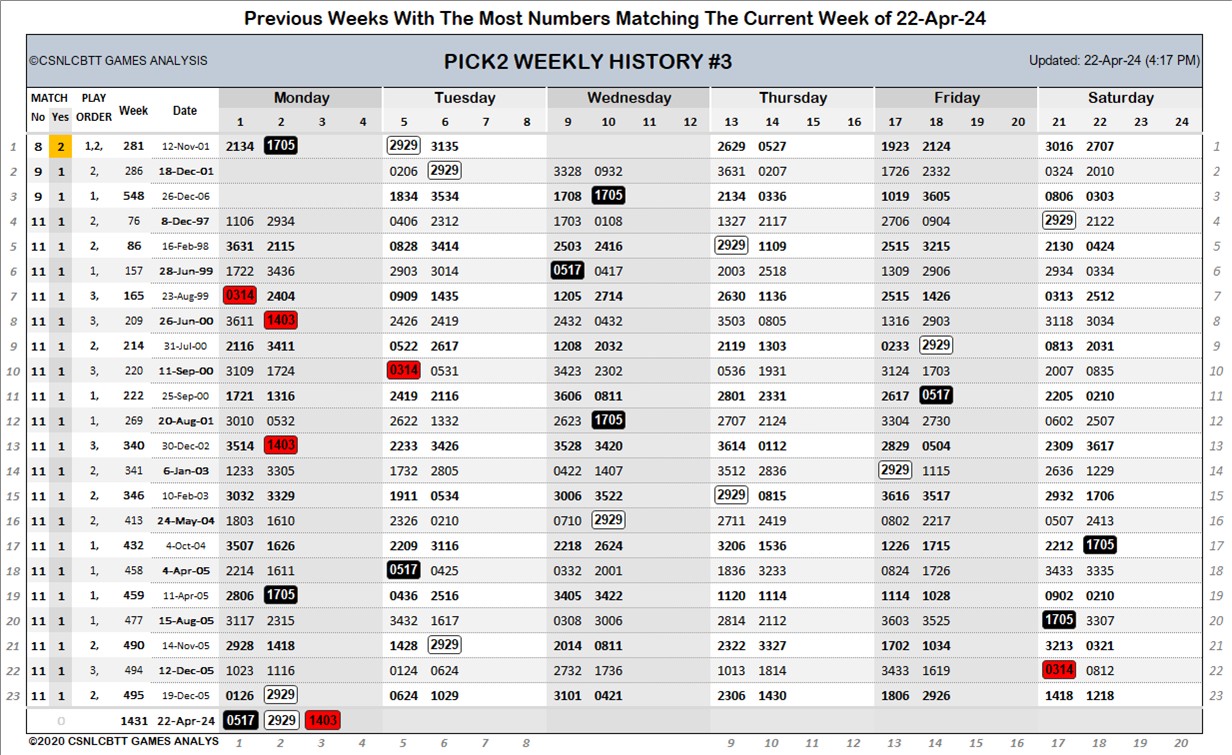 Previous Weeks With The Most Numbers Matching The Current Week of 22-Apr-24
©CSNLCBTT GAMES ANALYSIS PICK2 WEEKLY HISTORY #3 Updated: 22-Apr-24 (4:17 PM)
MATCH PLAY Week Date Monday Tuesday Wednesday Thursday Friday Saturday
No Yes ORDER 1 2 3 4 5 6 7 8 9 10 11 12 13 14 15 16 17 18 19 20 21 22 23 24
1 8 2 1,2, 281 12-Nov-01 2134 1705 2929 3135 2629 0527 1923 2124 3016 2707 1
2 9 1 2, 286 18-Dec-01 0206 2929 3328 0932 3631 0207 1726 2332 0324 2010 2
3 9 1 1, 548 26-Dec-06 1834 3534 1708 1705 2134 0336 1019 3605 0806 0303 3
4 11 1 2, 76 8-Dec-97 1106 2934 0406 2312 1703 0108 1327 2117 2706 0904 2929 2122 4
5 11 1 2, 86 16-Feb-98 3631 2115 0828 3414 2503 2416 2929 1109 2515 3215 2130 0424 5
6 11 1 1, 157 28-Jun-99 1722 3436 2903 3014 0517 0417 2003 2518 1309 2906 2934 0334 6
7 11 1 3, 165 23-Aug-99 0314 2404 0909 1435 1205 2714 2630 1136 2515 1426 0313 2512 7
8 11 1 3, 209 26-Jun-00 3611 1403 2426 2419 2432 0432 3503 0805 1316 2903 3118 3034 8
9 11 1 2, 214 31-Jul-00 2116 3411 0522 2617 1208 2032 2119 1303 0233 2929 0813 2031 9
10 11 1 3, 220 11-Sep-00 3109 1724 0314 0531 3423 2302 0536 1931 3124 1703 2007 0835 10
11 11 1 1, 222 25-Sep-00 1721 1316 2419 2116 3606 0811 2801 2331 2617 0517 2205 0210 11
12 11 1 1, 269 20-Aug-01 3010 0532 2622 1332 2623 1705 2707 2124 3304 2730 0602 2507 12
13 11 1 3, 340 30-Dec-02 3514 1403 2233 3426 3528 3420 3614 0112 2829 0504 2309 3617 13
14 11 1 2, 341 6-Jan-03 1233 3305 1732 2805 0422 1407 3512 2836 2929 1115 2636 1229 14
15 11 1 2, 346 10-Feb-03 3032 3329 1911 0534 3006 3522 2929 0815 3616 3517 2932 1706 15
16 11 1 2, 413 24-May-04 1803 1610 2326 0210 0710 2929 2711 2419 0802 2217 0507 2413 16
17 11 1 1, 432 4-Oct-04 3507 1626 2209 3116 2218 2624 3206 1536 1226 1715 2212 1705 17
18 11 1 1, 458 4-Apr-05 2214 1611 0517 0425 0332 2001 1836 3233 0824 1726 3433 3335 18
19 11 1 1, 459 11-Apr-05 2806 1705 0436 2516 3405 3422 1120 1114 1114 1028 0902 0210 19
20 11 1 1, 477 15-Aug-05 3117 2315 3432 1617 0308 3006 2814 2112 3603 3525 1705 3307 20
21 11 1 2, 490 14-Nov-05 2928 1418 1428 2929 2014 0811 2322 3327 1702 1034 3213 0321 21
22 11 1 3, 494 12-Dec-05 1023 1116 0124 0624 2732 1736 1013 1814 3433 1619 0314 0812 22
23 11 1 2, 495 19-Dec-05 0126 2929 0624 1029 3101 0421 2306 1430 1806 2926 1418 1218 23
0 1431 22-Apr-24 0517 2929 1403
©2020 CSNLCBTT GAMES ANALYS 1 2 3 4 5 6 7 8 9 10 11 12 13 14 15 16 17 18 19 20